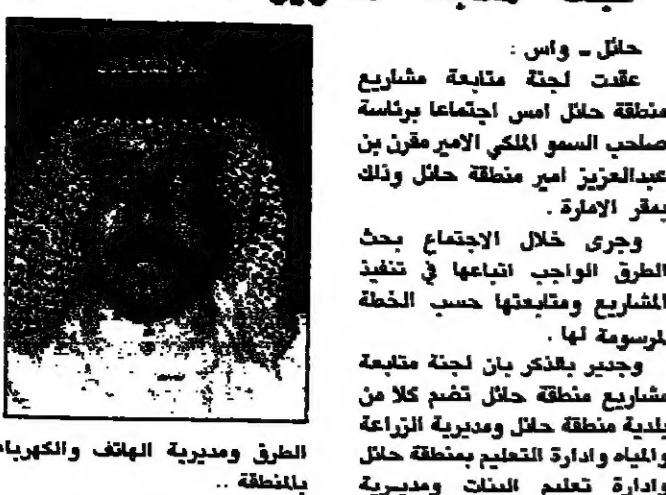 حائل ـ واس :
عقدت لجنة متابعة مشاريع
منطقة حائل امس اجتماعا برئاسة
صاحب السمو الملكي الامير مقرن بن
عبدالعزيز امير منطقة حائل وذلك
بمقر الامارة .
وجرى خلال الاجتماع بحث
الطرق الواجب اتباعها في تنفيذ
المشاريع ومتابعتها حسب الخطة
المرسومة لها .
وجدير بالذكر بان لجنة متابعة
مشاريع منطقة حائل تضم كلا من
بلدية منطقة حائل ومديرية الزراعة
والمياه وادارة التعليم بمنطقة حائل
وادارة تعليم البنات ومديرية
الطرق ومديرية الهاتف والكهرباء
بالمنطقة ..